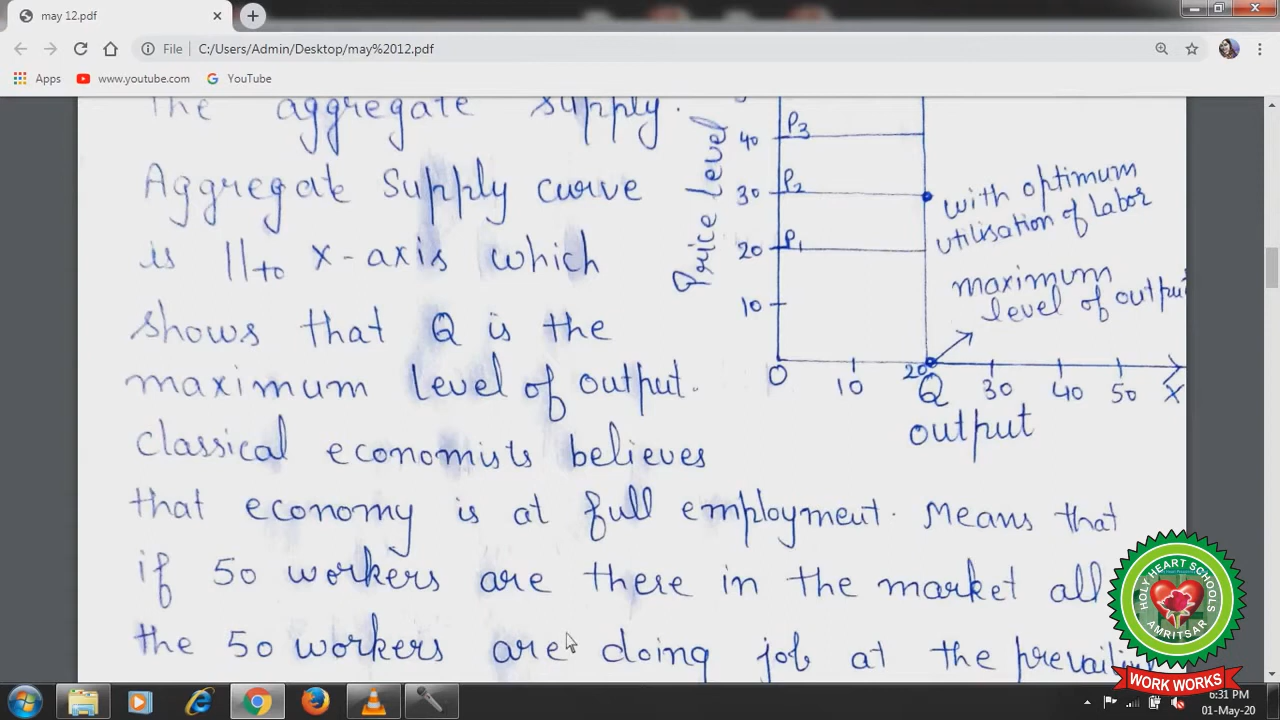 may 12.pdf
File C:/Users/Admin/Desktop/may%2012.pdf
Apps www.youtube.com YouTube
The aggregate supply.
Aggregate Supply curve
is ||to x-axis which
shows that Q is the
maximum level of output.
classical economists believes
that economy is at full employment. Means that
if 50 workers are there in the market all
the 50 workers are doing job at the
Price Level
40 P3
30 P2
20 P1
10
with optimum
utilisation of labor
maximum
level of output
0 10 20 30 40 50 X
Q
output
HOLY HEART SCHOOLS
AMRITSAR
WORK WORKS
6:31 PM
01-May-20